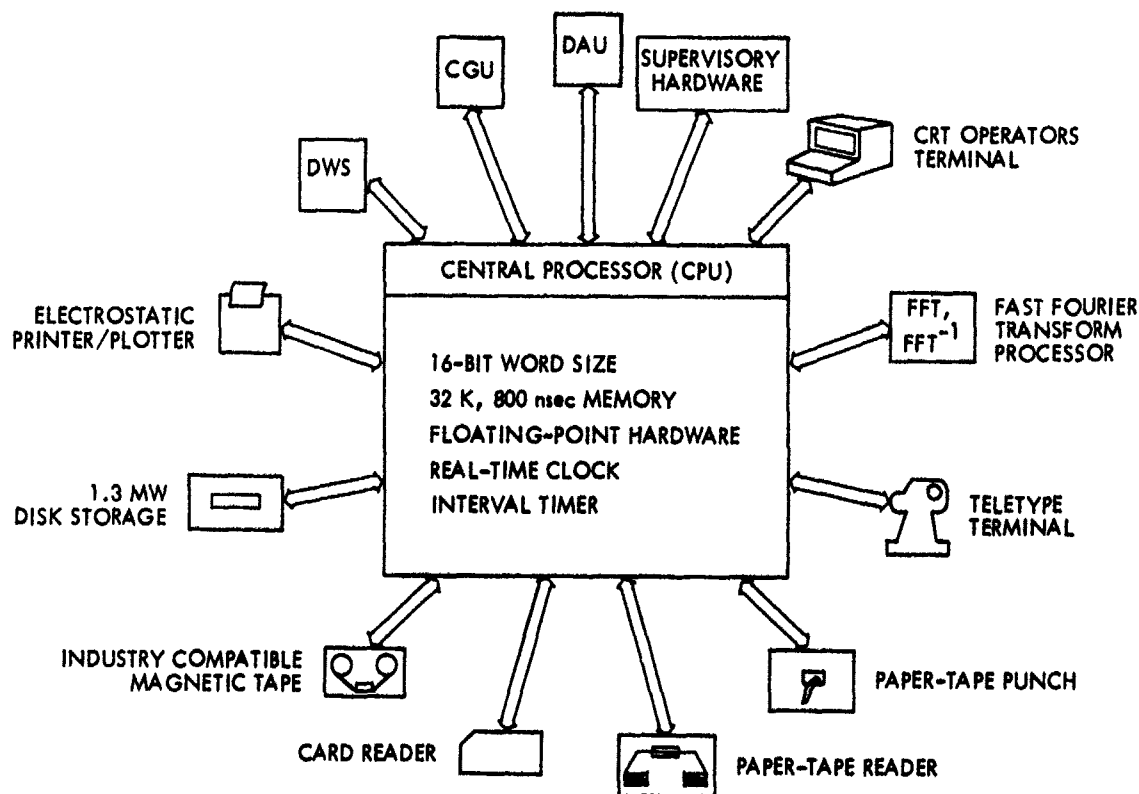 DAU
SUPERVISORY
HARDWARE
CGU
DWS
CRT OPERATORS
TERMINAL
CENTRAL PROCESSOR (CPU)
ELECTROSTATIC
PRINTER/PLOTTER
FFT,
FFT⁻¹
FAST FOURIER
TRANSFORM
PROCESSOR
16-BIT WORD SIZE
32 K, 800 nsec MEMORY
FLOATING-POINT HARDWARE
REAL-TIME CLOCK
INTERVAL TIMER
1.3 MW
DISK STORAGE
TELETYPE
TERMINAL
INDUSTRY COMPATIBLE
MAGNETIC TAPE
PAPER-TAPE PUNCH
CARD READER
PAPER-TAPE READER